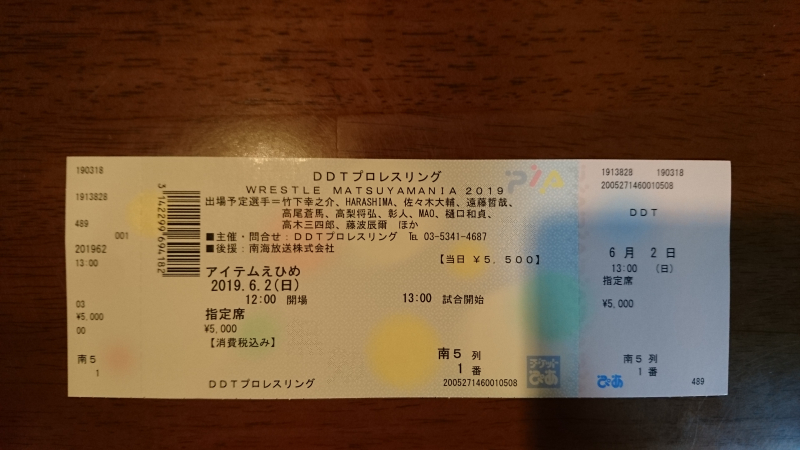 190318
1913828
489
001
201962
13:00
03
¥5,000
00
南5
1
3142299694182
DDTプロレスリング
WRESTLE MATSUYAMANIA 2019
出場予定選手=竹下幸之介、HARASHIMA、佐々木大輔、遠藤哲哉、
高尾蒼馬、高梨将弘、彰人、MAO、樋口和貞、
高木三四郎、藤波辰爾 ほか
■主催・問合せ:DDTプロレスリング ℡ 03-5341-4687
■後援:南海放送株式会社
【当日 ¥5,500】
アイテムえひめ
2019.6.2(日)
12:00 開場 13:00 試合開始
指定席
¥5,000
【消費税込み】
南5 列
1 番
DDTプロレスリング 2005271460010508
PIA
チケット
ぴあ
1913828 190318
2005271460010508
DDT
6月 2日
13:00 (日)
指定席
¥5,000
南5 列
1 番
ぴあ 489